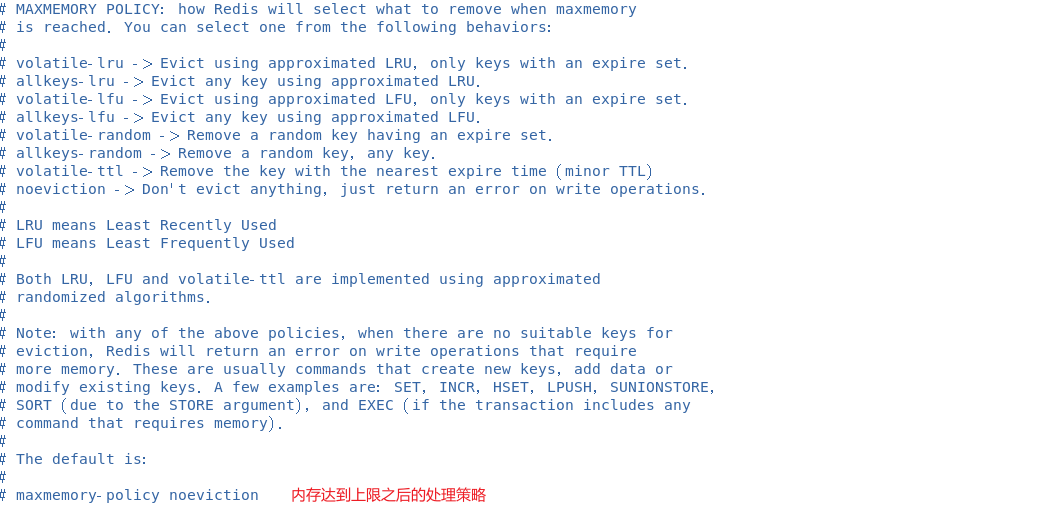 # MAXMEMORY POLICY: how Redis will select what to remove when maxmemory
# is reached. You can select one from the following behaviors:
#
# volatile-lru -> Evict using approximated LRU, only keys with an expire set.
# allkeys-lru -> Evict any key using approximated LRU.
# volatile-lfu -> Evict using approximated LFU, only keys with an expire set.
# allkeys-lfu -> Evict any key using approximated LFU.
# volatile-random -> Remove a random key having an expire set.
# allkeys-random -> Remove a random key, any key.
# volatile-ttl -> Remove the key with the nearest expire time (minor TTL)
# noeviction -> Don't evict anything, just return an error on write operations.
#
# LRU means Least Recently Used
# LFU means Least Frequently Used
#
# Both LRU, LFU and volatile-ttl are implemented using approximated
# randomized algorithms.
#
# Note: with any of the above policies, when there are no suitable keys for
# eviction, Redis will return an error on write operations that require
# more memory. These are usually commands that create new keys, add data or
# modify existing keys. A few examples are: SET, INCR, HSET, LPUSH, SUNIONSTORE,
# SORT (due to the STORE argument), and EXEC (if the transaction includes any
# command that requires memory).
#
# The default is:
#
# maxmemory-policy noeviction 内存达到上限之后的处理策略